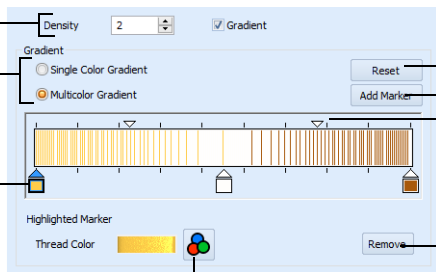 Density 2 Gradient
Gradient
Single Color Gradient
Reset
Multicolor Gradient
Add Marker
Highlighted Marker
Thread Color
Remove